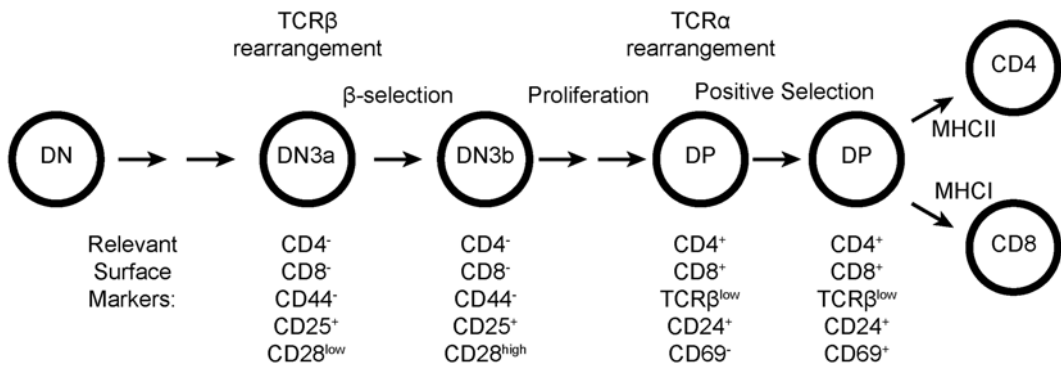 TCRβ
rearrangement
TCRα
rearrangement
β-selection
Proliferation
Positive Selection
DN
DN3a
DN3b
DP
DP
CD4
MHCII
MHCI
CD8
Relevant
Surface
Markers:
CD4⁻
CD8⁻
CD44⁻
CD25⁺
CD28ˡᵒʷ
CD4⁻
CD8⁻
CD44⁻
CD25⁺
CD28ʰⁱᵍʰ
CD4⁺
CD8⁺
TCRβˡᵒʷ
CD24⁺
CD69⁻
CD4⁺
CD8⁺
TCRβˡᵒʷ
CD24⁺
CD69⁺